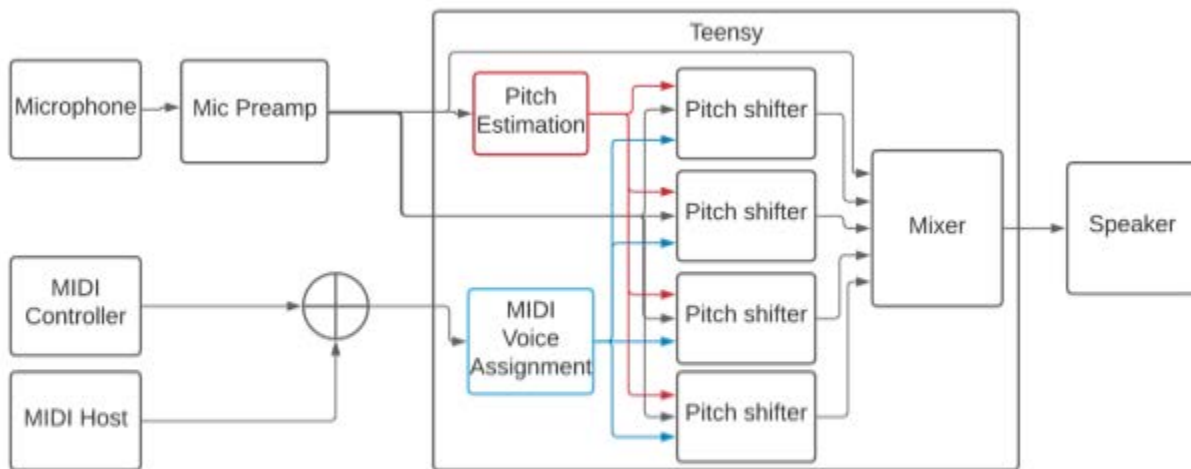 Teensy
Microphone
Mic Preamp
Pitch
Estimation
Pitch shifter
Pitch shifter
Mixer
Speaker
MIDI
Controller
MIDI
Voice
Assignment
Pitch shifter
MIDI Host
Pitch shifter